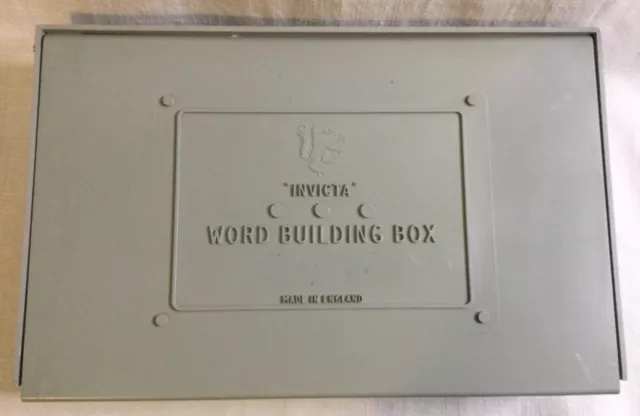 "INVICTA"
WORD BUILDING BOX
MADE IN ENGLAND